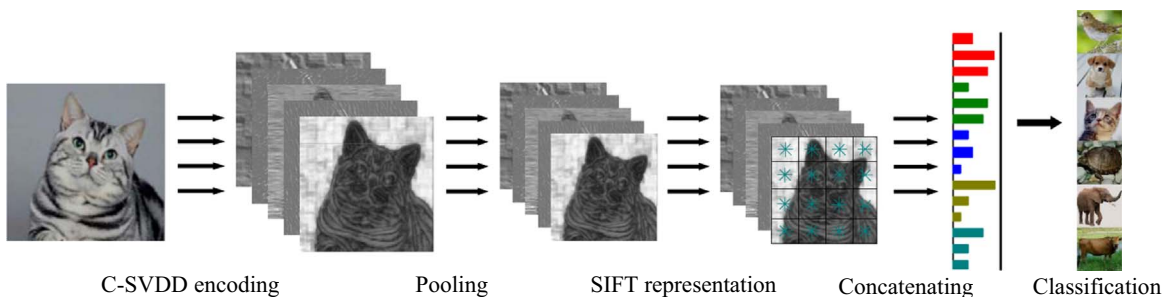 C-SVDD encoding
Pooling
SIFT representation
Concatenating
Classification